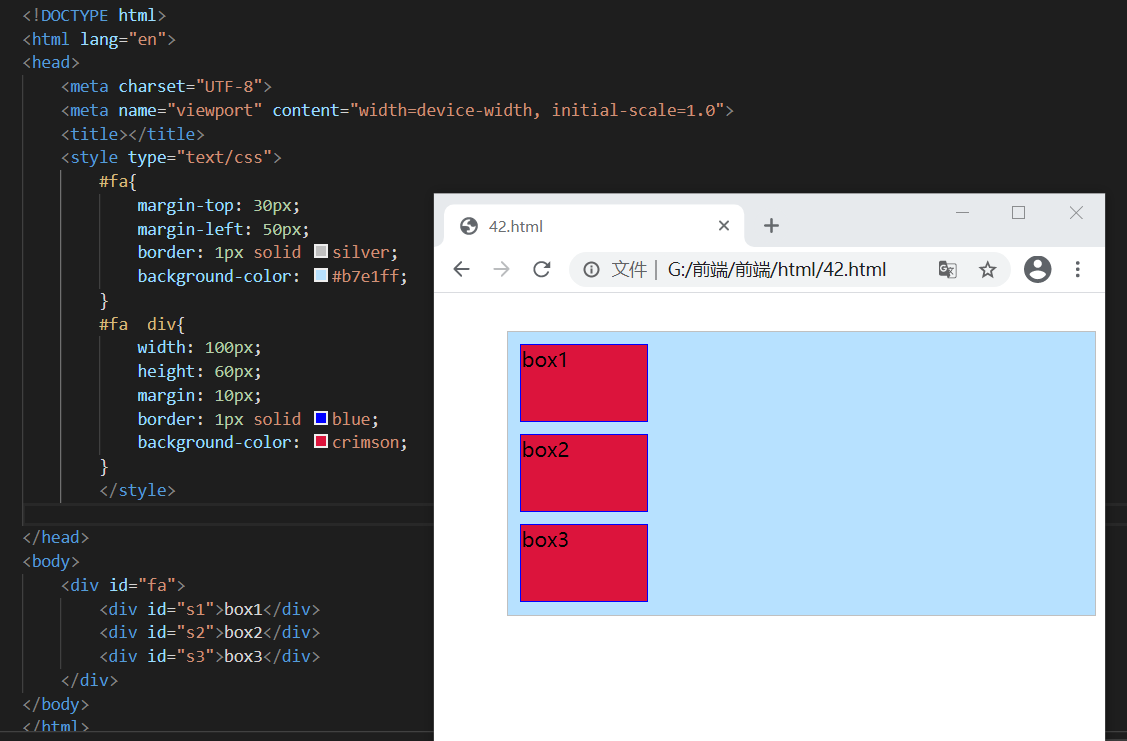 <!DOCTYPE html>
<html lang="en">
<head>
    <meta charset="UTF-8">
    <meta name="viewport" content="width=device-width, initial-scale=1.0">
    <title></title>
    <style type="text/css">
        #fa{
            margin-top: 30px;
            margin-left: 50px;
            border: 1px solid silver;
            background-color: #b7e1ff;
        }
        #fa  div{
            width: 100px;
            height: 60px;
            margin: 10px;
            border: 1px solid blue;
            background-color: crimson;
        }
        </style>
</head>
<body>
    <div id="fa">
        <div id="s1">box1</div>
        <div id="s2">box2</div>
        <div id="s3">box3</div>
    </div>
</body>
</html>
42.html
文件 | G:/前端/前端/html/42.html
box1
box2
box3